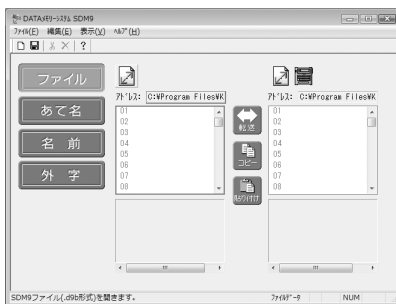 DATAﾒﾓﾘｰｼｽﾃﾑ SDM9
ﾌｧｲﾙ(F) 編集(E) 表示(V) ﾍﾙﾌﾟ(H)
ファイル
あて名
名 前
外 字
ｱﾄﾞﾚｽ: C:¥Program Files¥K
01
02
03
04
05
06
07
08
転送
コピー
貼り付け
ｱﾄﾞﾚｽ: C:¥Program Files¥K
01
02
03
04
05
06
07
08
SDM9ファイル(.d9b形式)を開きます。
ﾌｧｲﾙﾃﾞｰﾀ
NUM